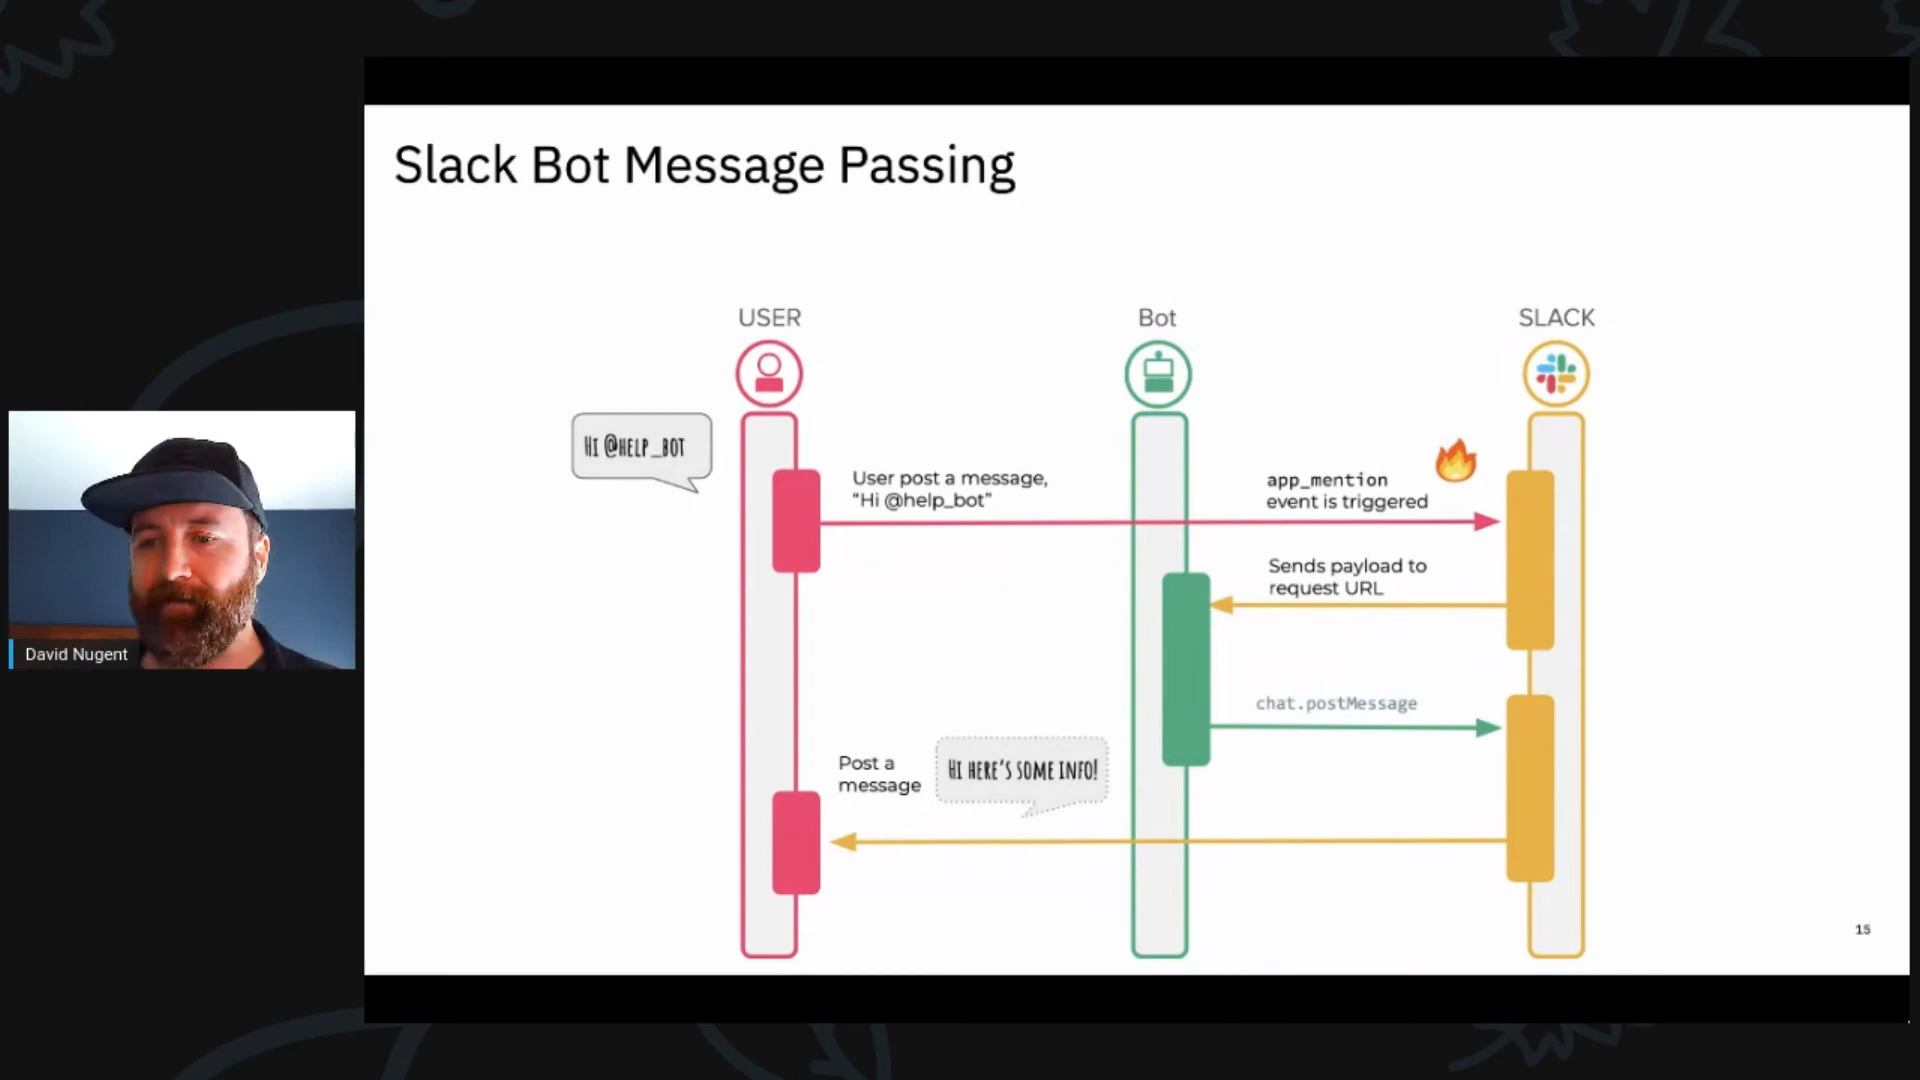 Slack Bot Message Passing
USER
Bot
SLACK
HI @HELP_BOT
User post a message,
"Hi @help_bot"
app_mention
event is triggered
Sends payload to
request URL
chat.postMessage
Post a
message
HI HERE'S SOME INFO!
15
David Nugent